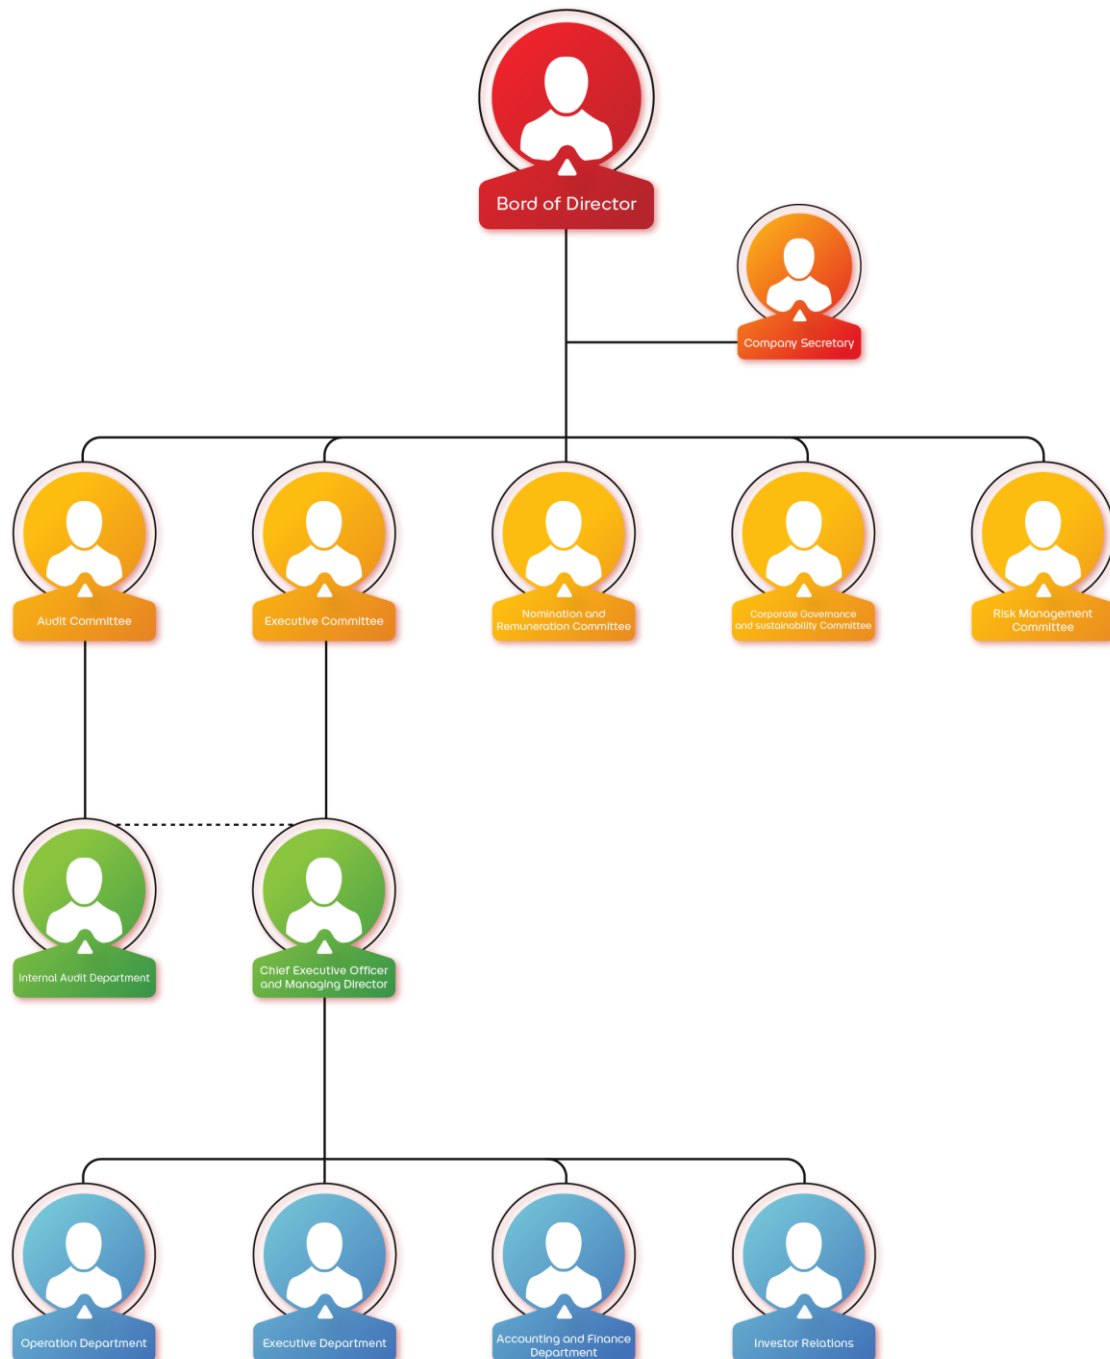 Bord of Director
Company Secretary
Audit Committee
Executive Committee
Nomination and
Remuneration Committee
Corporate Governance
and sustainability Committee
Risk Management
Committee
Internal Audit Department
Chief Executive Officer
and Managing Director
Operation Department
Executive Department
Accounting and Finance
Department
Investor Relations